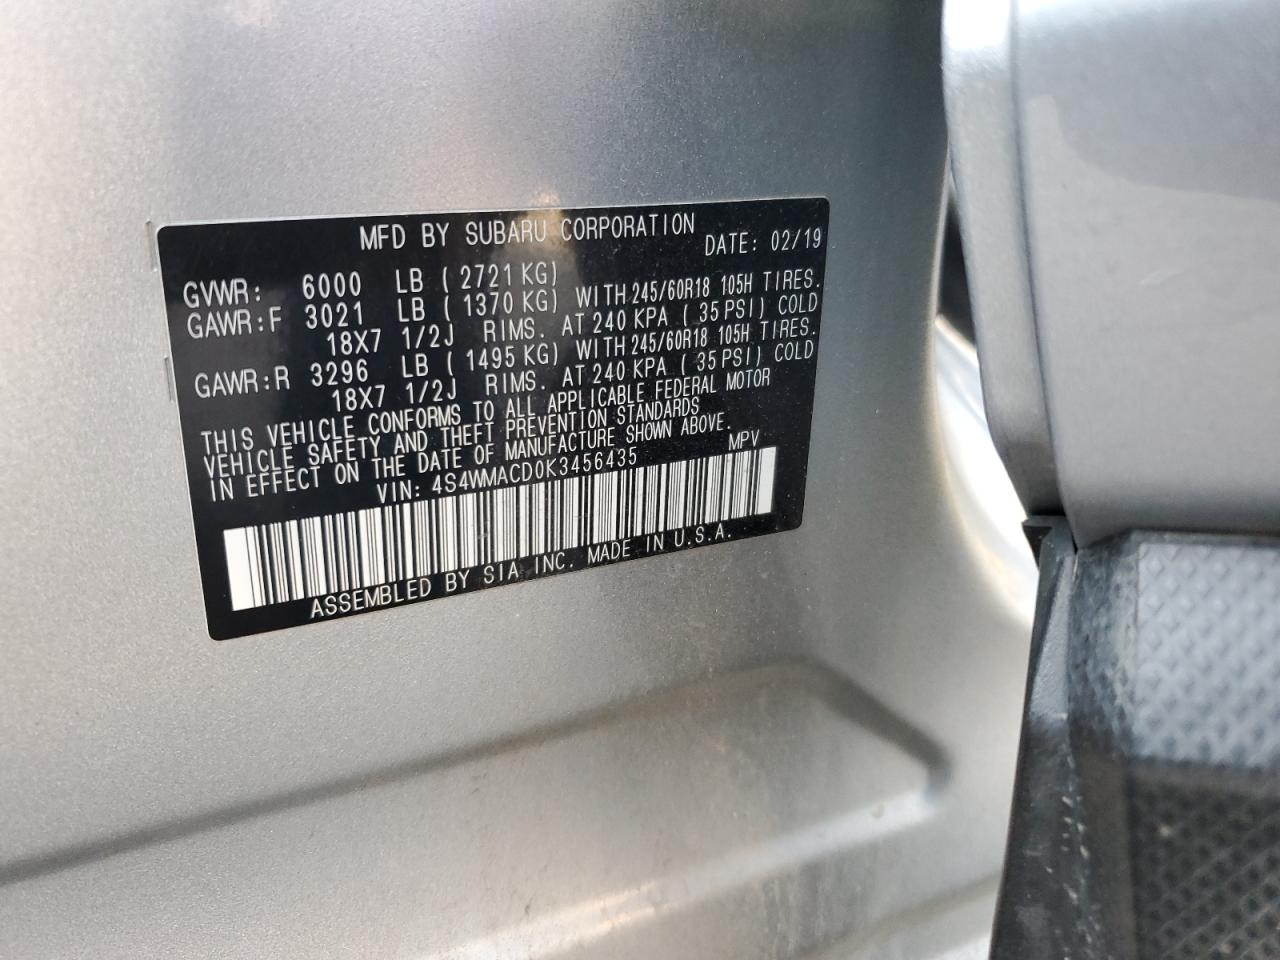 MFD BY SUBARU CORPORATION DATE: 02/19
GVWR: 6000 LB ( 2721 KG)
GAWR: F 3021 LB ( 1370 KG) WITH 245/60R18 105H TIRES.
18X7 1/2J RIMS. AT 240 KPA ( 35 PSI) COLD
GAWR: R 3296 LB ( 1495 KG) WITH 245/60R18 105H TIRES.
18X7 1/2J RIMS. AT 240 KPA ( 35 PSI) COLD
THIS VEHICLE CONFORMS TO ALL APPLICABLE FEDERAL MOTOR
VEHICLE SAFETY AND THEFT PREVENTION STANDARDS
IN EFFECT ON THE DATE OF MANUFACTURE SHOWN ABOVE.
VIN: 4S4WMACD0K3456435 MPV
ASSEMBLED BY SIA, INC. MADE IN U.S.A.